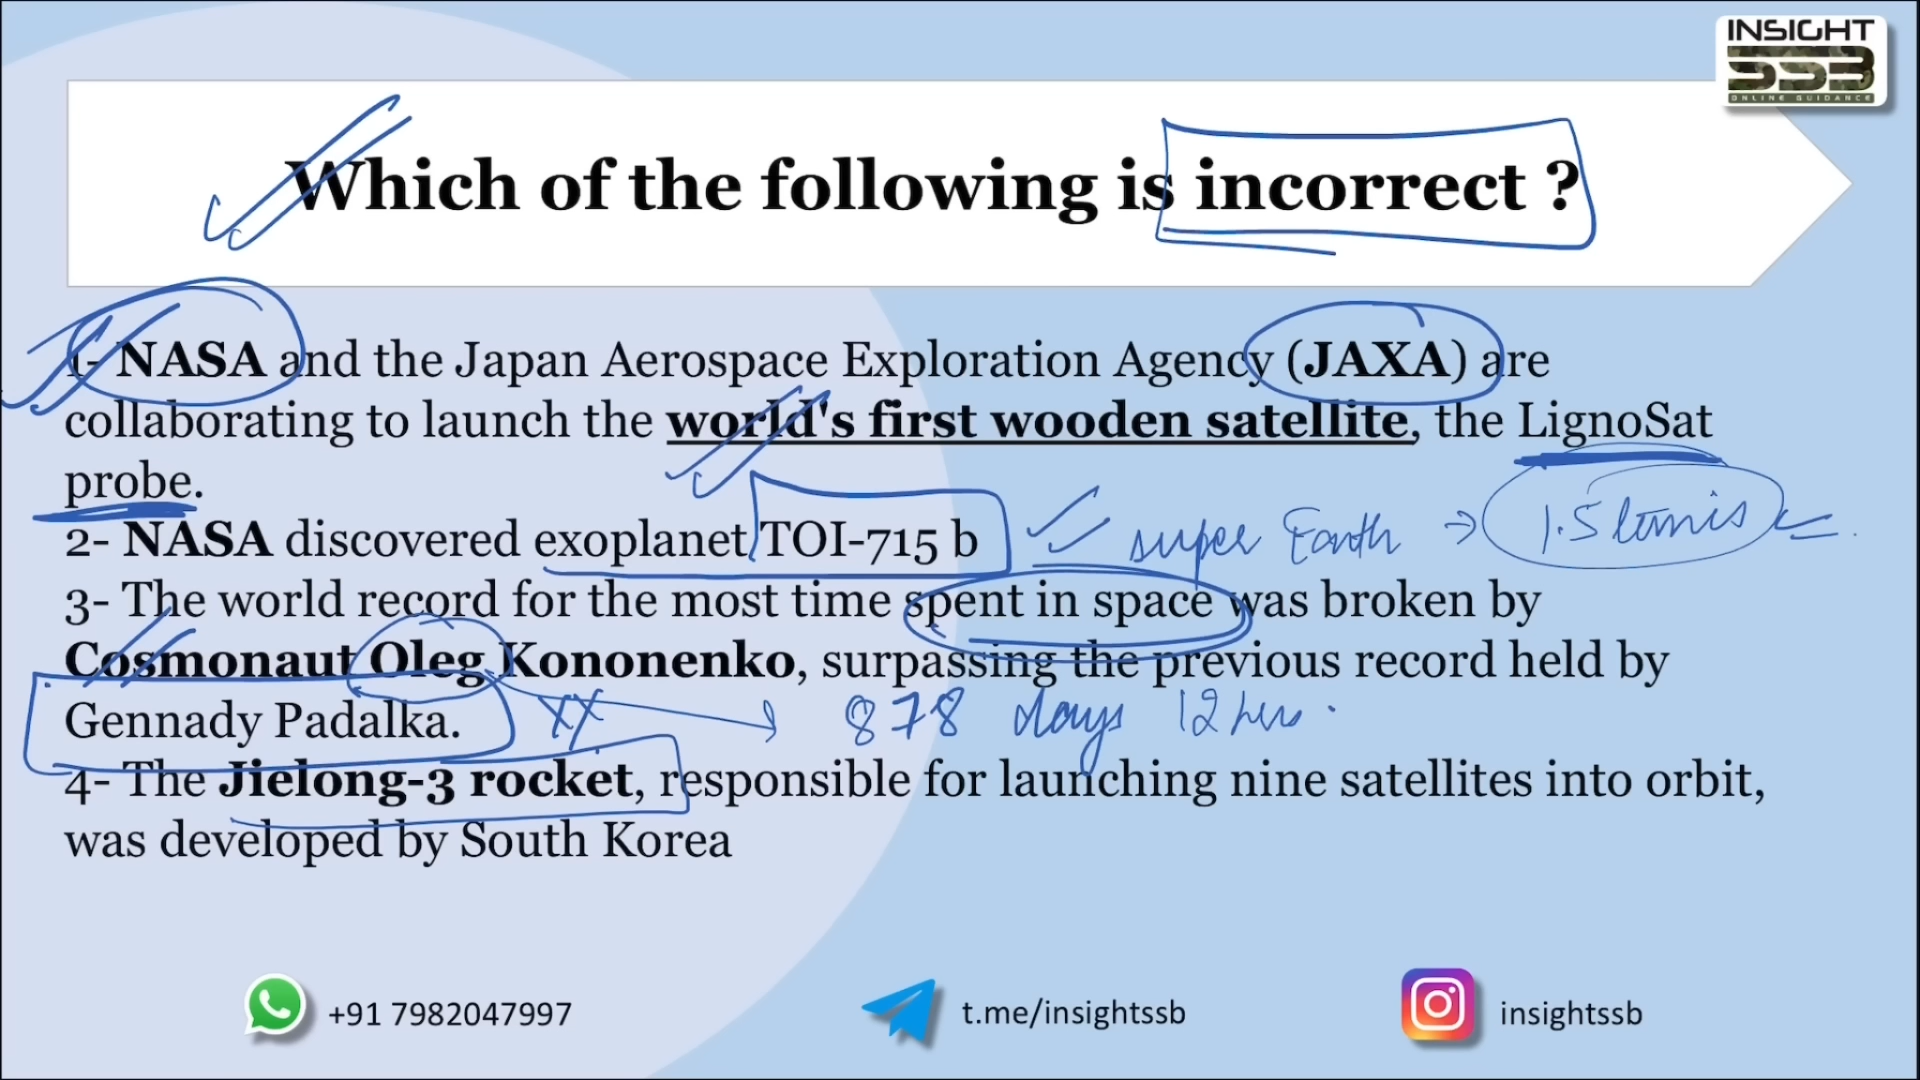 INSIGHT
SSB
ONLINE GUIDANCE
Which of the following is incorrect ?
1- NASA and the Japan Aerospace Exploration Agency (JAXA) are
collaborating to launch the world's first wooden satellite, the LignoSat
probe.
2- NASA discovered exoplanet TOI-715 b super Earth → 1.5
3- The world record for the most time spent in space was broken by
Cosmonaut Oleg Kononenko, surpassing the previous record held by
Gennady Padalka. 878 days 12 hrs.
4- The Jielong-3 rocket, responsible for launching nine satellites into orbit,
was developed by South Korea
+91 7982047997
t.me/insightssb
insightssb